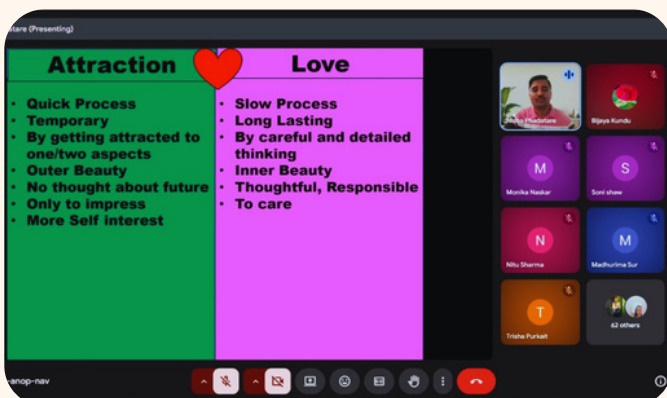 (Presenting)
Attraction
Love
• Quick Process
• Temporary
• By getting attracted to
one/two aspects
• Outer Beauty
• No thought about future
• Only to impress
• More Self interest
• Slow Process
• Long Lasting
• By careful and detailed
thinking
• Inner Beauty
• Thoughtful, Responsible
• To care
Phadatare
Bijaya Kundu
M
Monika Naskar
S
Soni shaw
N
Nitu Sharma
M
Madhurima Sur
T
Trisha Purkait
62 others
-anop-nav